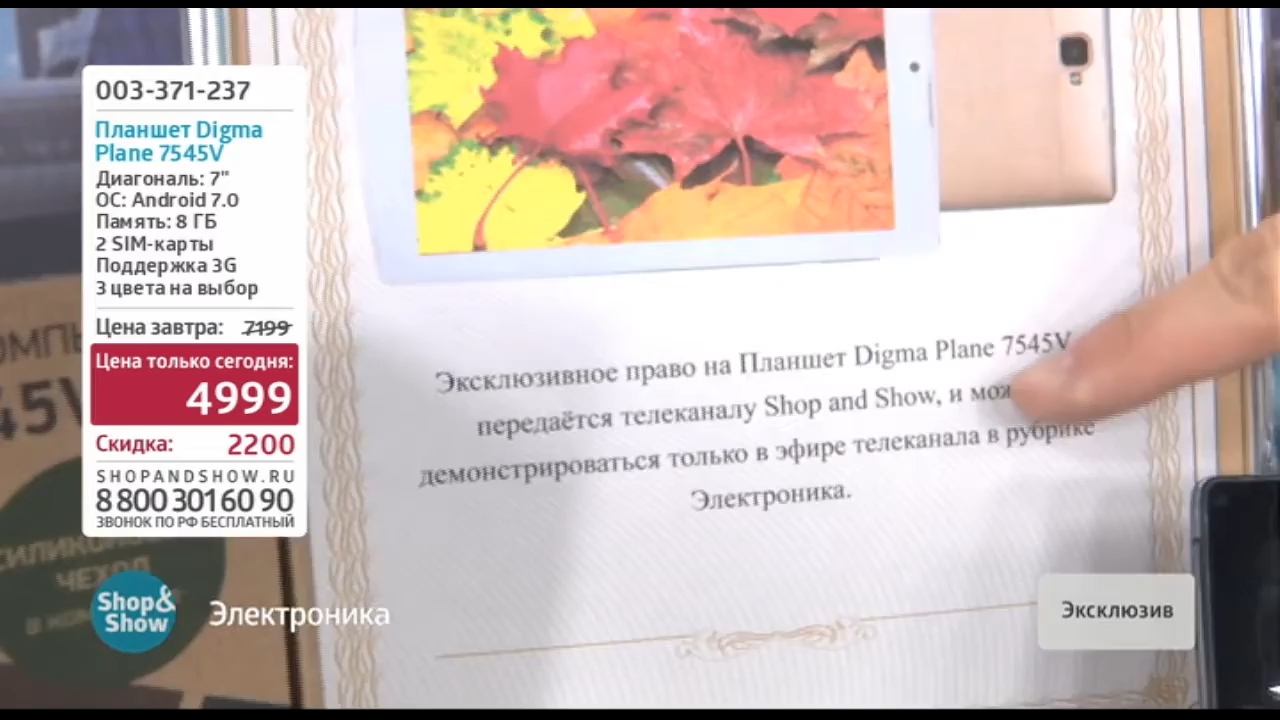 003-371-237
Планшет Digma
Plane 7545V
Диагональ: 7"
ОС: Android 7.0
Память: 8 ГБ
2 SIM-карты
Поддержка 3G
3 цвета на выбор
Цена завтра: 7199
Цена только сегодня:
4999
Скидка: 2200
SHOPANDSHOW.RU
8 800 301 60 90
ЗВОНОК ПО РФ БЕСПЛАТНЫЙ
Shop&
Show
Электроника
Эксклюзивное право на Планшет Digma Plane 7545V
передаётся телеканалу Shop and Show, и
демонстрироваться только в эфире телеканала в рубрике
Электроника.
Эксклюзив
45V
ЧЕХОЛ